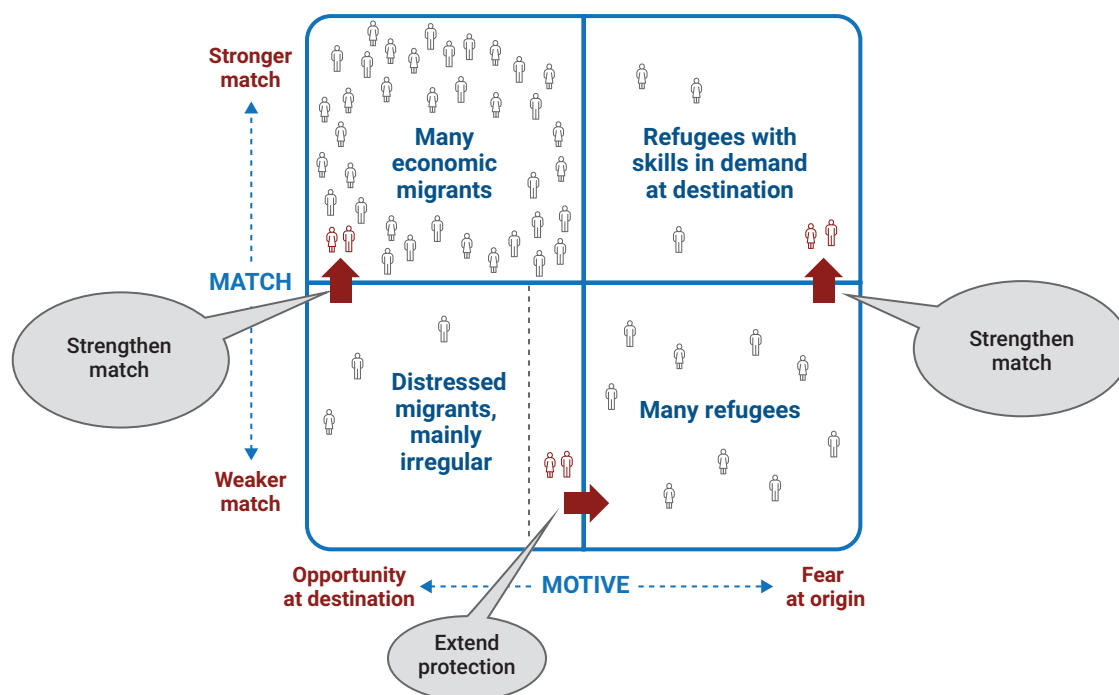 Stronger
match
Many
economic
migrants
Refugees with
skills in demand
at destination
MATCH
Strengthen
match
Strengthen
match
Distressed
migrants,
mainly
irregular
Many refugees
Weaker
match
Opportunity
at destination
MOTIVE
Fear
at origin
Extend
protection